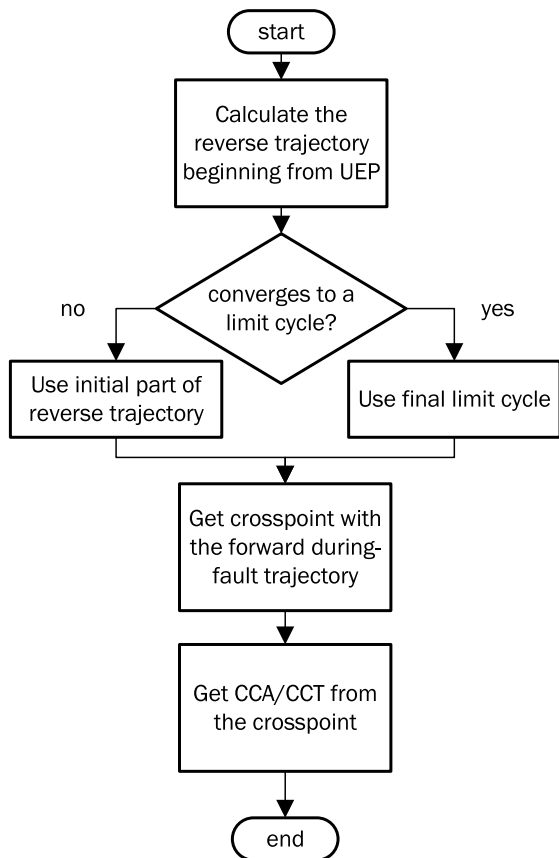 start
Calculate the
reverse trajectory
beginning from UEP
converges to a
limit cycle?
no
yes
Use initial part of
reverse trajectory
Use final limit cycle
Get crosspoint with
the forward during-
fault trajectory
Get CCA/CCT from
the crosspoint
end